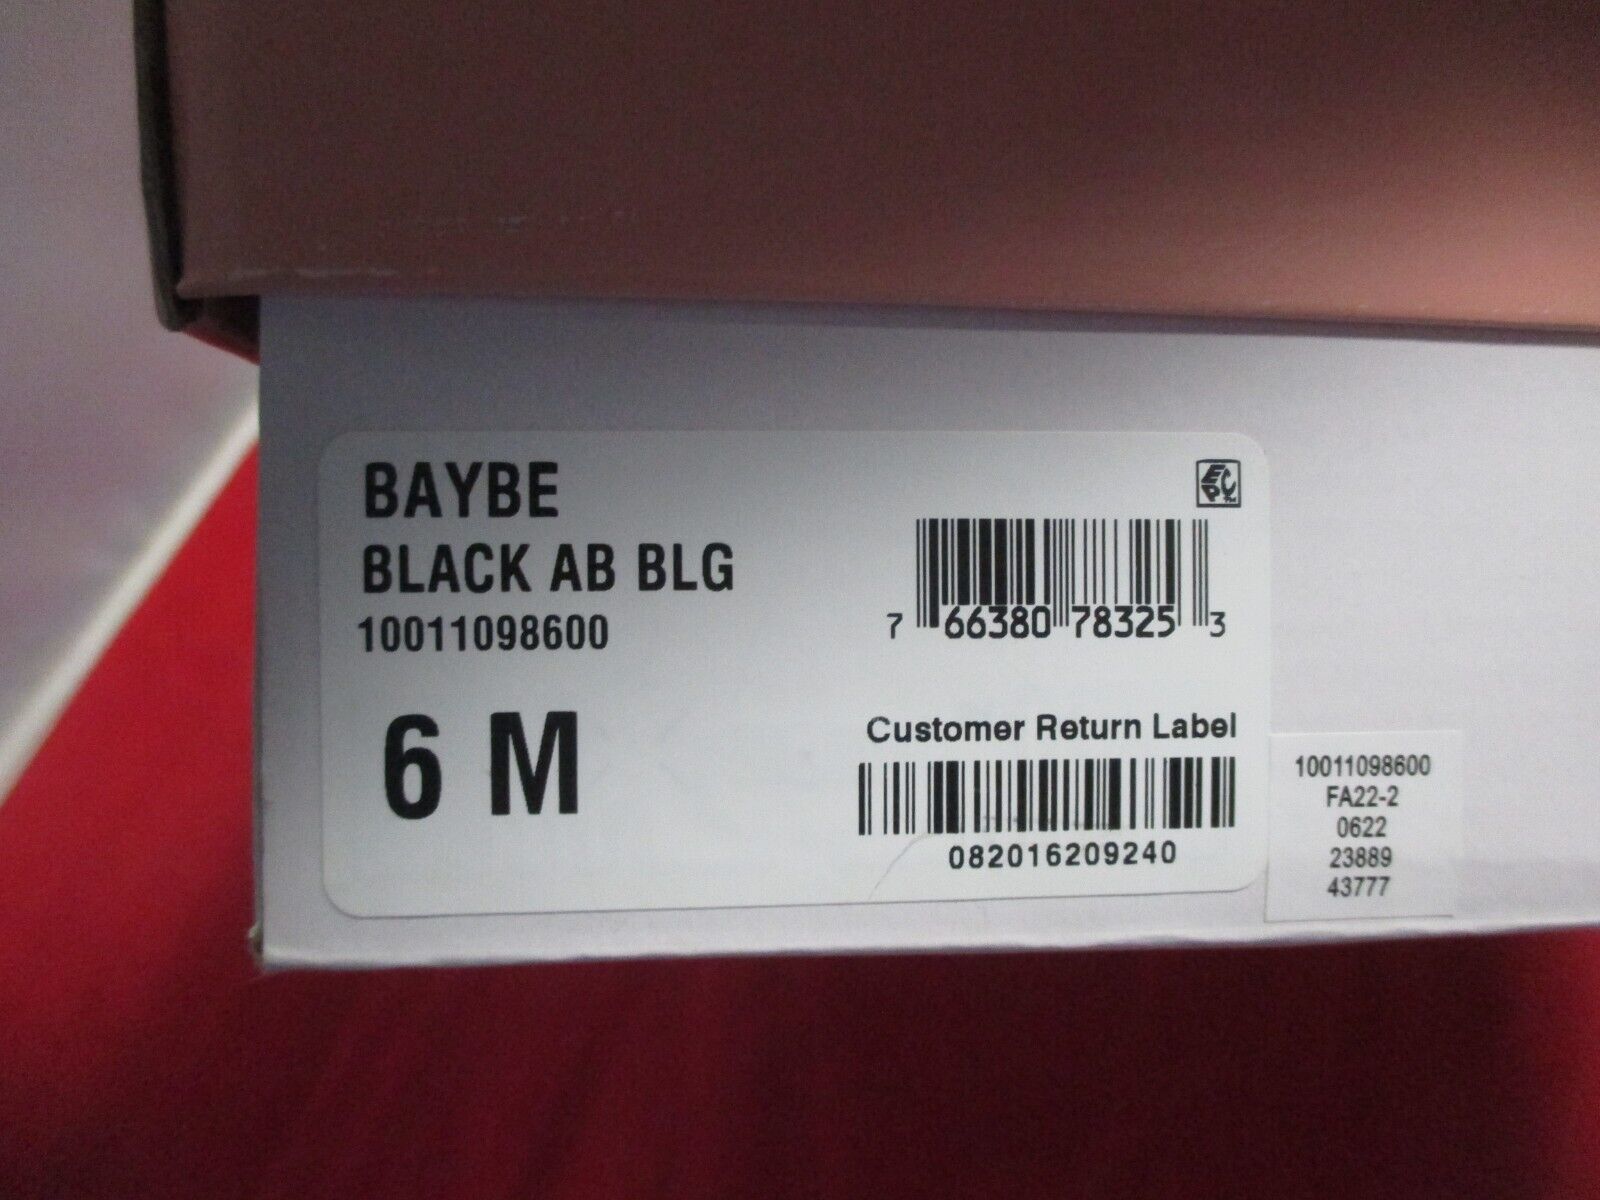 BAYBE
BLACK AB BLG
10011098600
6 M
EPC™
7 66380 78325 3
Customer Return Label
082016209240
10011098600
FA22-2
0622
23889
43777